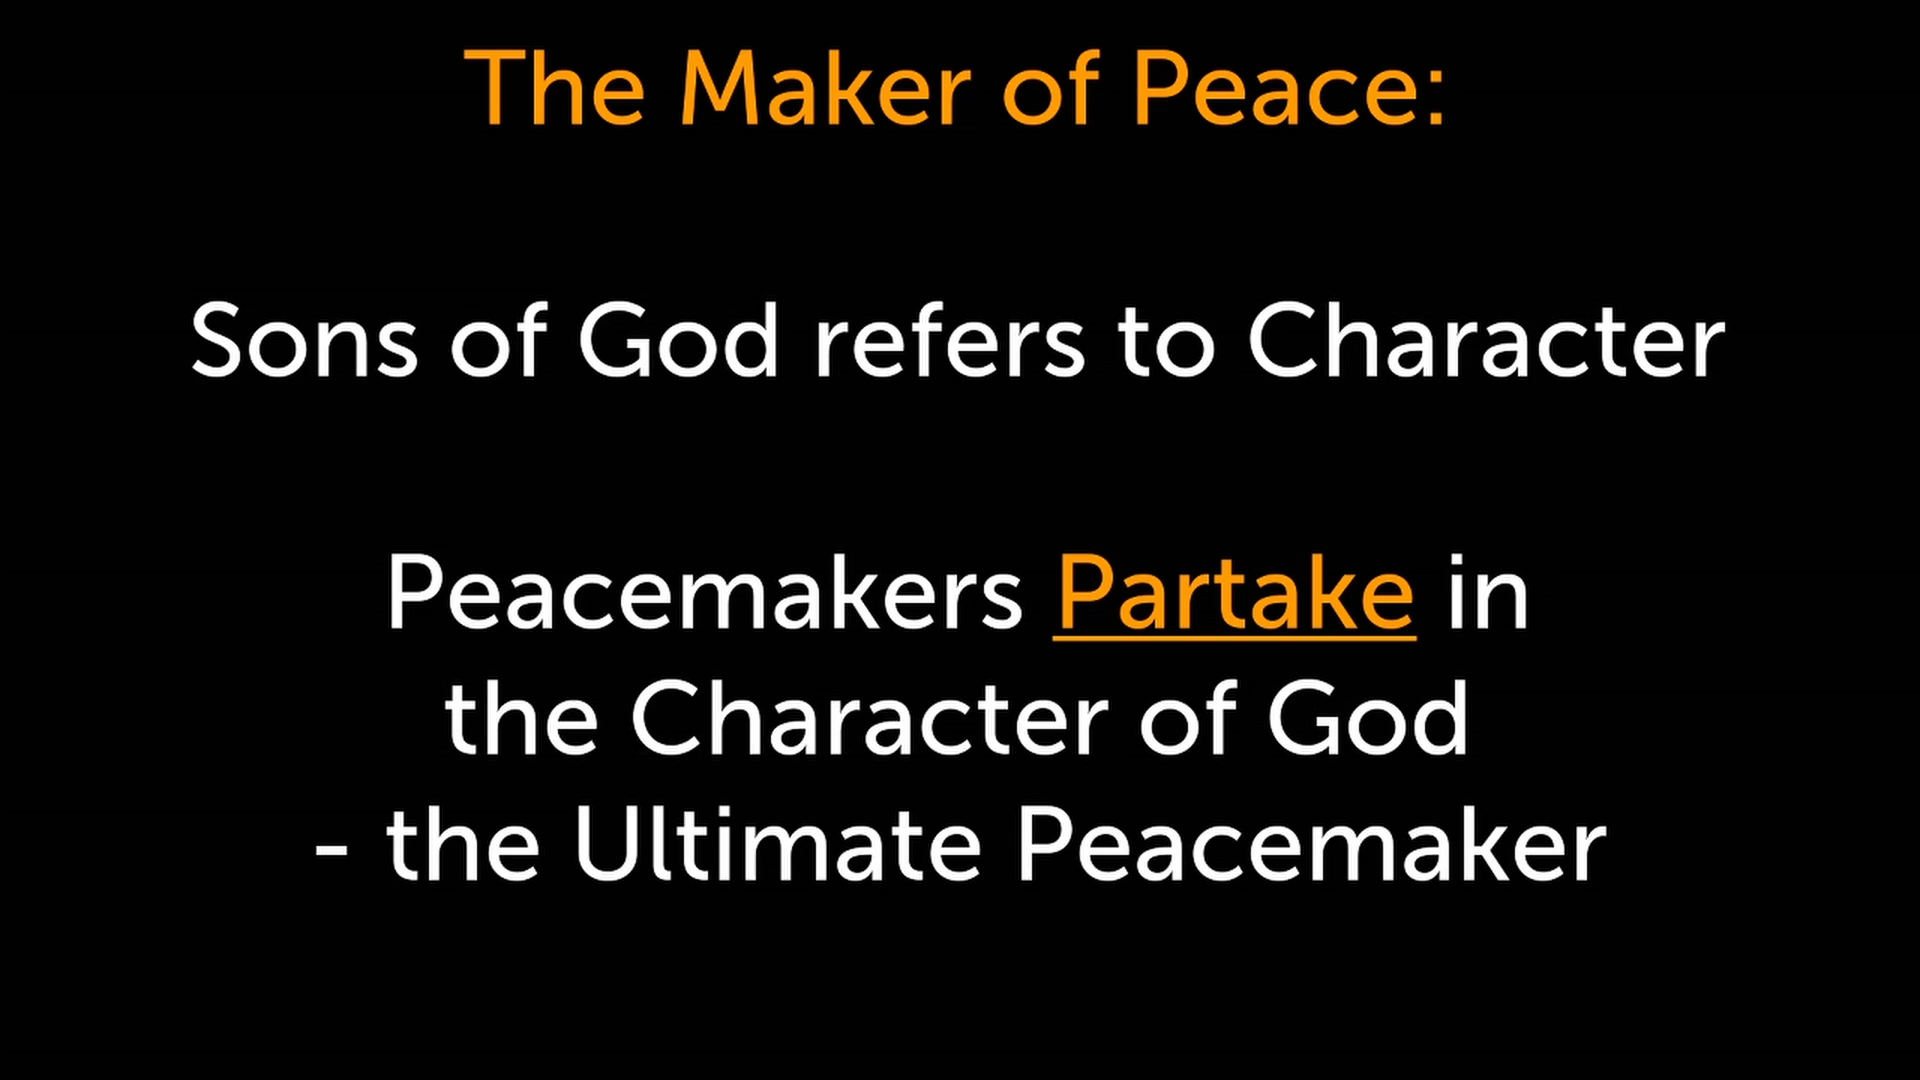 The Maker of Peace:
Sons of God refers to Character
Peacemakers Partake in
the Character of God
- the Ultimate Peacemaker